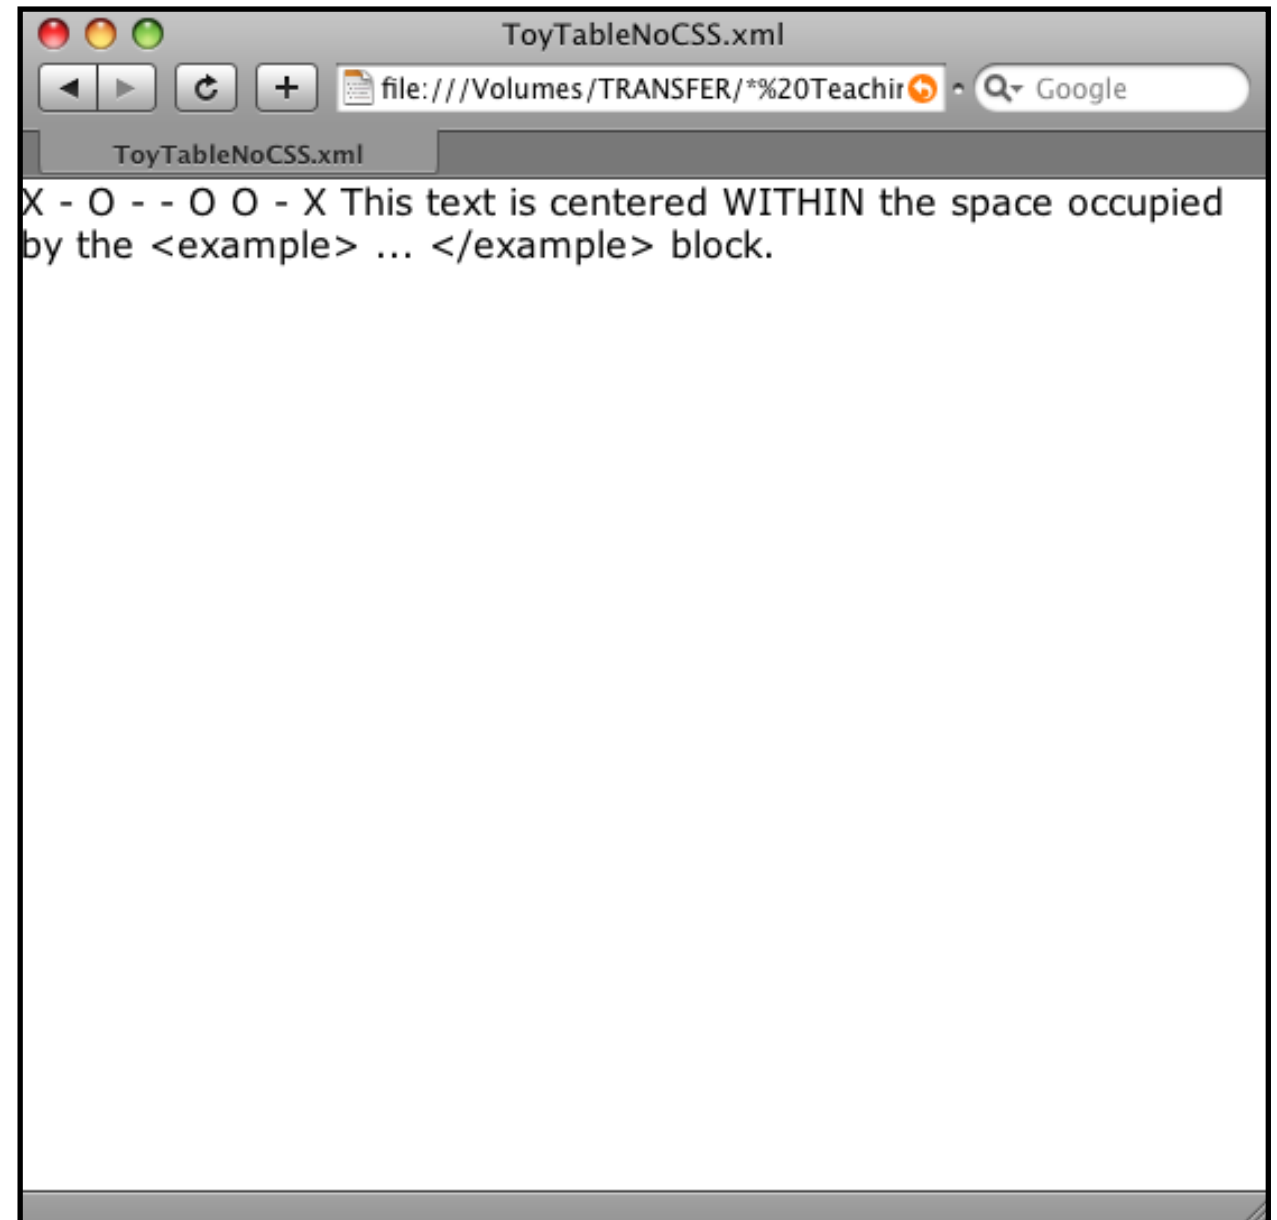 ToyTableNoCSS.xml
file:///Volumes/TRANSFER/*%20Teachir
Google
ToyTableNoCSS.xml
X - O - - O O - X This text is centered WITHIN the space occupied
by the <example> ... </example> block.